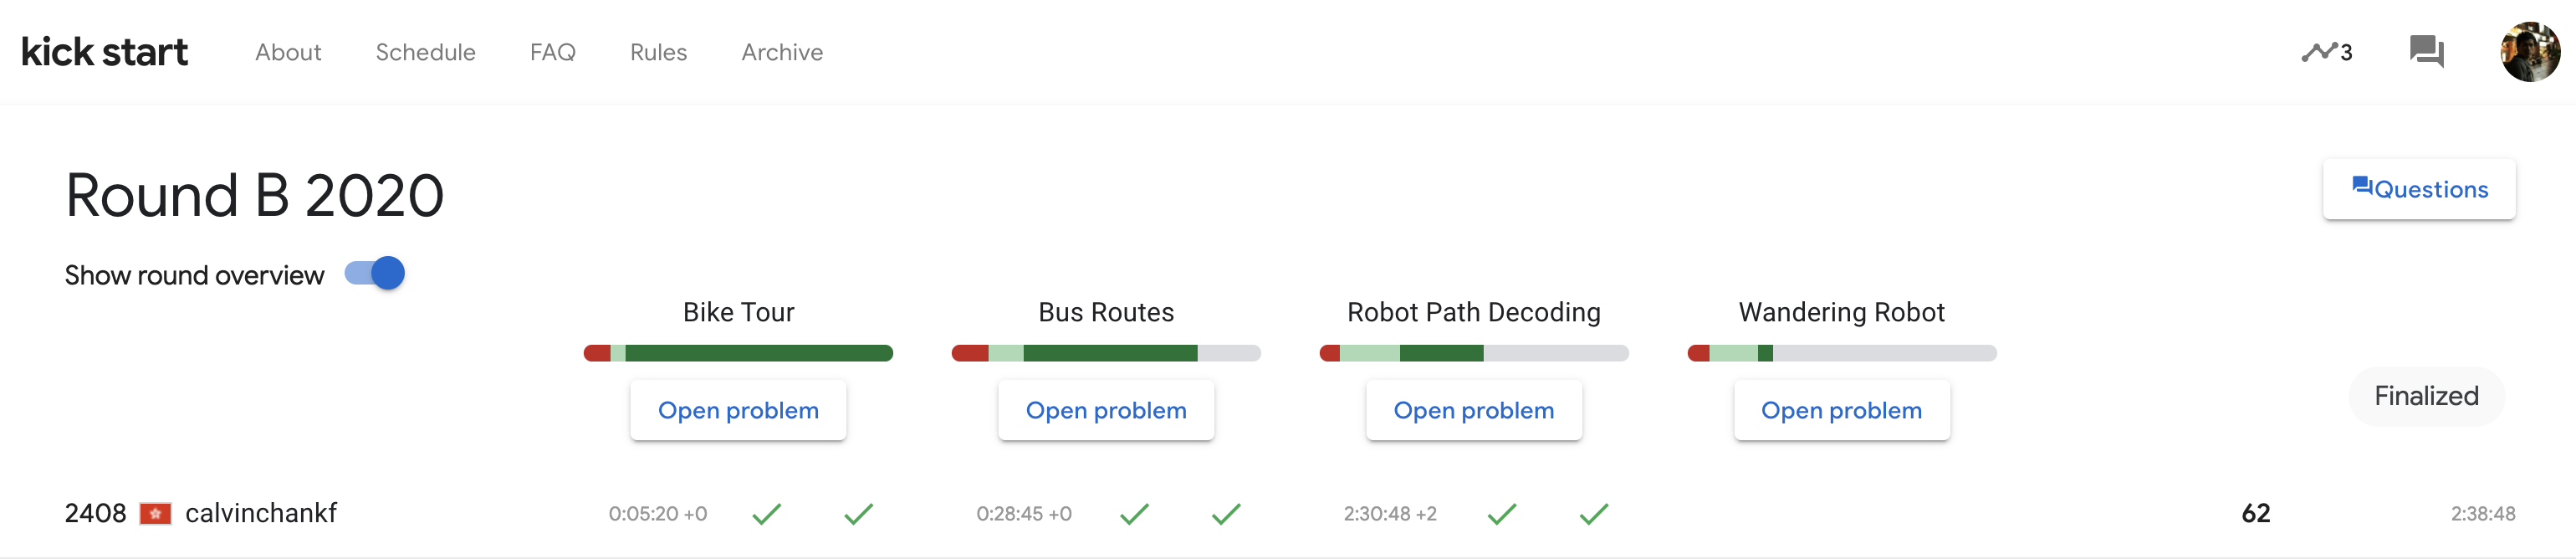 kick start About Schedule FAQ Rules Archive 3
Round B 2020
Questions
Show round overview
Bike Tour Bus Routes Robot Path Decoding Wandering Robot
Open problem Open problem Open problem Open problem
Finalized
2408 calvinchankf 0:05:20 +0 0:28:45 +0 2:30:48 +2 62 2:38:48